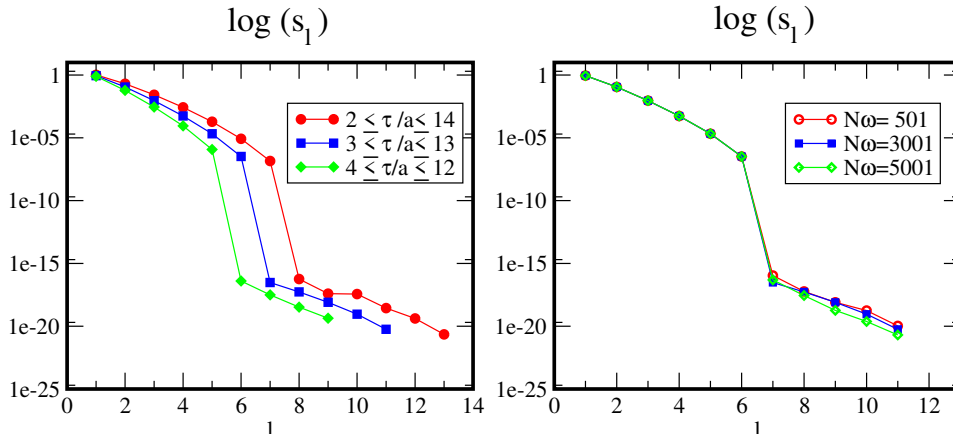 log (s_l)
1
1e-05
1e-10
1e-15
1e-20
1e-25
0 2 4 6 8 10 12 14
l
2 ≤ τ /a≤ 14
3 ≤ τ /a≤ 13
4 ≤ τ/a ≤ 12
log (s_l)
1
1e-05
1e-10
1e-15
1e-20
1e-25
0 2 4 6 8 10 12
l
Nω= 501
Nω=3001
Nω=5001